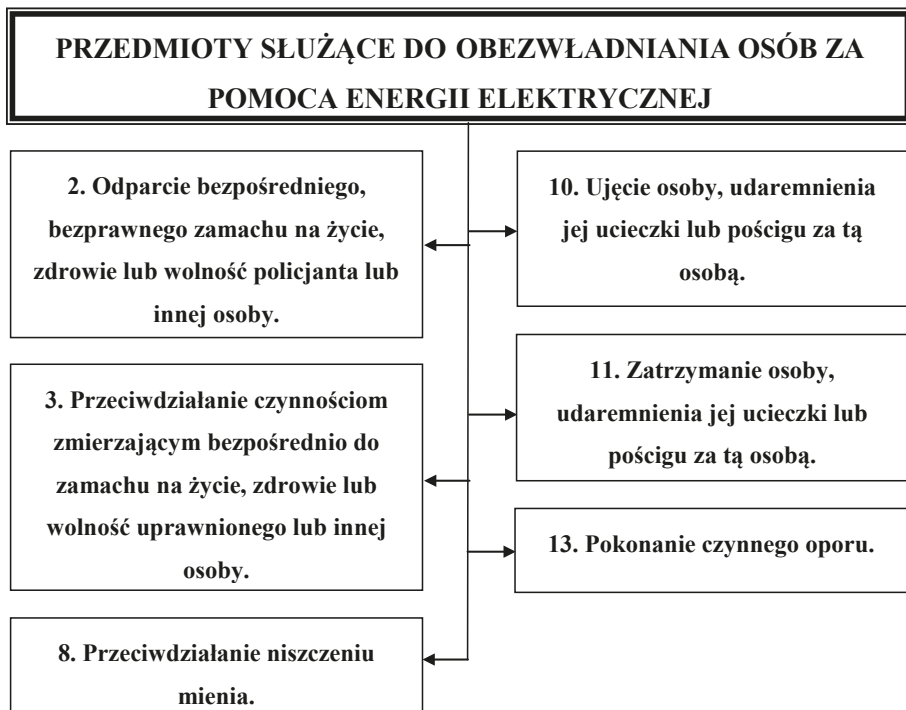 PRZEDMIOTY SŁUŻĄCE DO OBEZWŁADNIANIA OSÓB ZA
POMOCA ENERGII ELEKTRYCZNEJ
2. Odparcie bezpośredniego,
bezprawnego zamachu na życie,
zdrowie lub wolność policjanta lub
innej osoby.
3. Przeciwdziałanie czynnościom
zmierzającym bezpośrednio do
zamachu na życie, zdrowie lub
wolność uprawnionego lub innej
osoby.
8. Przeciwdziałanie niszczeniu
mienia.
10. Ujęcie osoby, udaremnienia
jej ucieczki lub pościgu za tą
osobą.
11. Zatrzymanie osoby,
udaremnienia jej ucieczki lub
pościgu za tą osobą.
13. Pokonanie czynnego oporu.